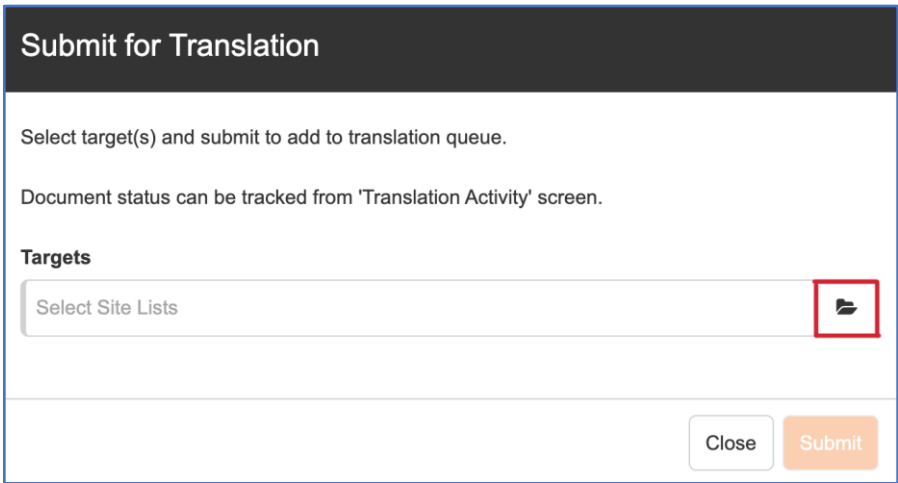 Submit for Translation
Select target(s) and submit to add to translation queue.
Document status can be tracked from 'Translation Activity' screen.
Targets
Select Site Lists
Close Submit